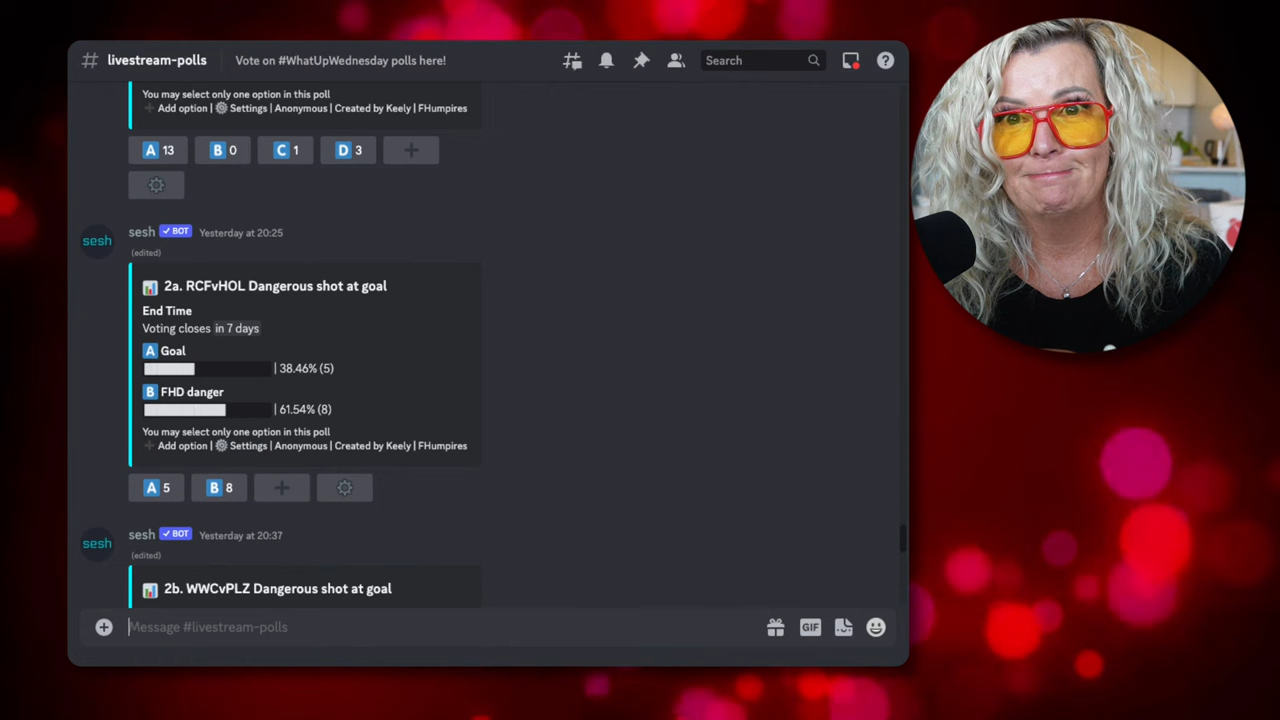 livestream-polls
Vote on #WhatUpWednesday polls here!
Search
You may select only one option in this poll
Add option | Settings | Anonymous | Created by Keely | FHumpires
A 13
B 0
C 1
D 3
sesh
sesh ✓ BOT Yesterday at 20:25
(edited)
2a. RCFvHOL Dangerous shot at goal
End Time
Voting closes in 7 days
A Goal
| 38.46% (5)
B FHD danger
| 61.54% (8)
You may select only one option in this poll
Add option | Settings | Anonymous | Created by Keely | FHumpires
A 5
B 8
sesh
sesh ✓ BOT Yesterday at 20:37
(edited)
2b. WWCvPLZ Dangerous shot at goal
Message #livestream-polls
GIF